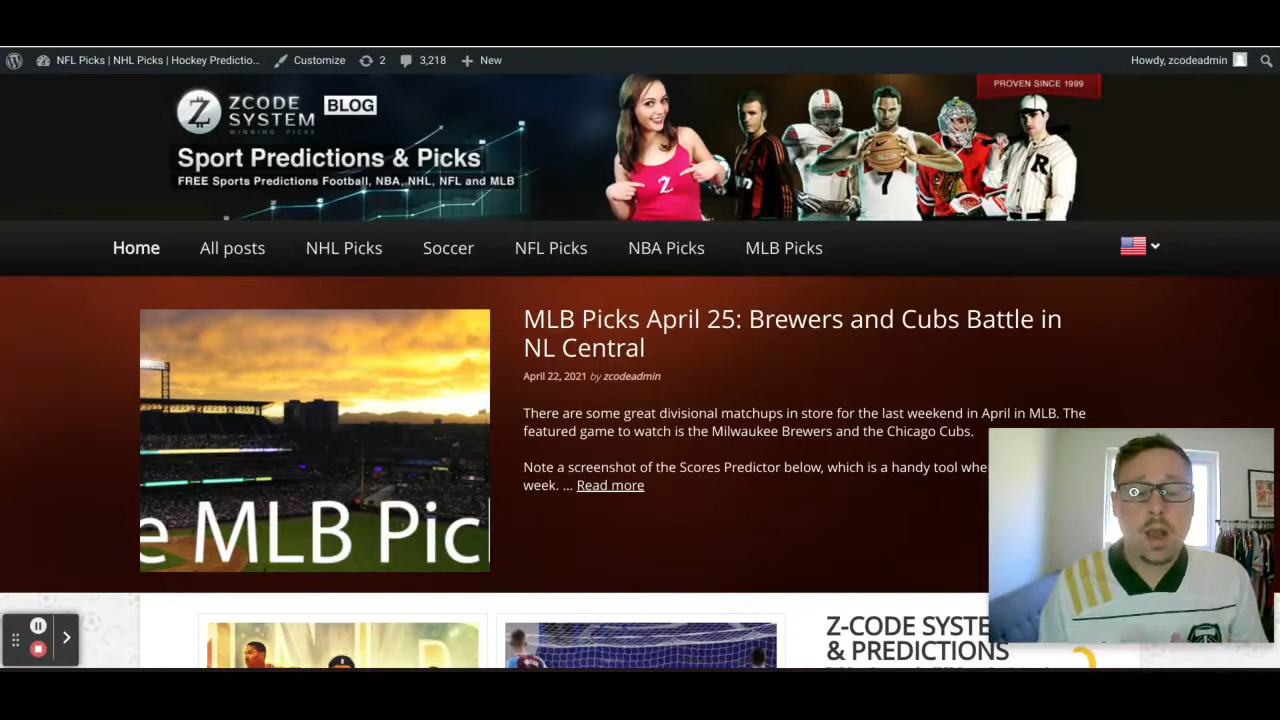 NFL Picks | NHL Picks | Hockey Predictio...
Customize
2
3,218
New
Howdy, zcodeadmin
PROVEN SINCE 1999
Z
ZCODE
SYSTEM
WINNING PICKS
BLOG
Sport Predictions & Picks
FREE Sports Predictions Football, NBA, NHL, NFL and MLB
Z
7
R
Home
All posts
NHL Picks
Soccer
NFL Picks
NBA Picks
MLB Picks
MLB Picks April 25: Brewers and Cubs Battle in
NL Central
April 22, 2021 by zcodeadmin
There are some great divisional matchups in store for the last weekend in April in MLB. The
featured game to watch is the Milwaukee Brewers and the Chicago Cubs.
Note a screenshot of the Scores Predictor below, which is a handy tool whe
week. ... Read more
e MLB Pic
Z-CODE SYSTE
& PREDICTIONS